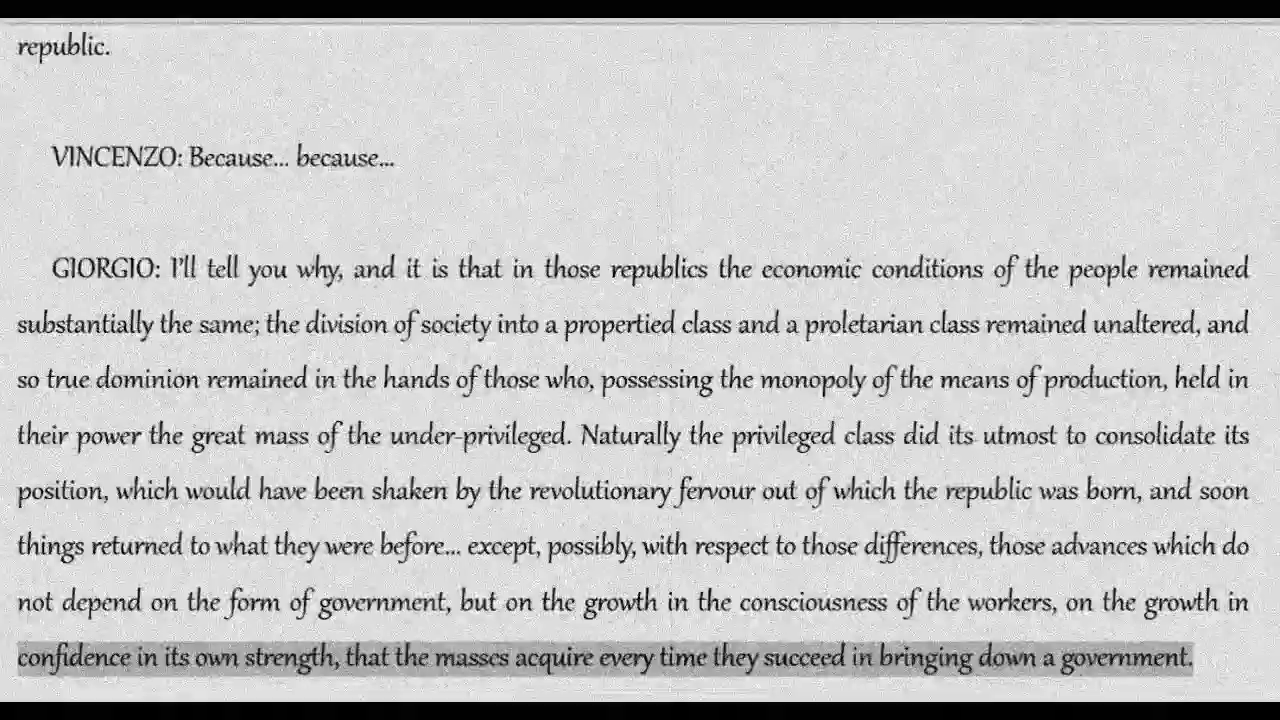 republic.
VINCENZO: Because... because...
GIORGIO: I'll tell you why, and it is that in those republics the economic conditions of the people remained
substantially the same; the division of society into a propertied class and a proletarian class remained unaltered, and
so true dominion remained in the hands of those who, possessing the monopoly of the means of production, held in
their power the great mass of the under-privileged. Naturally the privileged class did its utmost to consolidate its
position, which would have been shaken by the revolutionary fervour out of which the republic was born, and soon
things returned to what they were before... except, possibly, with respect to those differences, those advances which do
not depend on the form of government, but on the growth in the consciousness of the workers, on the growth in
confidence in its own strength, that the masses acquire every time they succeed in bringing down a government.